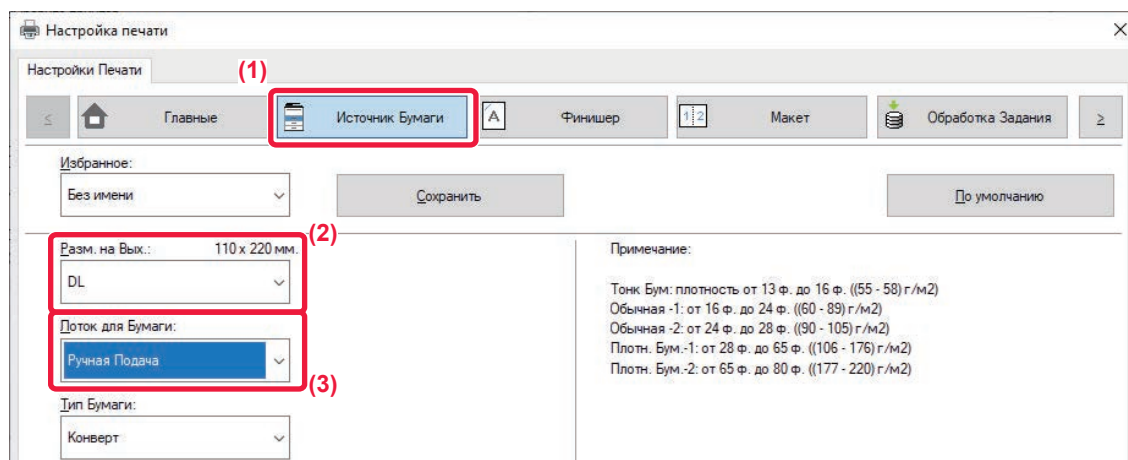 Настройка печати
Настройки Печати
(1)
<
Главные
Источник Бумаги
A
Финишер
1 2
Макет
Обработка Задания
>
Избранное:
Без имени
Сохранить
По умолчанию
Разм. на Вых.: 110 x 220 мм.
(2)
DL
Лоток для Бумаги:
Ручная Подача
(3)
Тип Бумаги:
Конверт
Примечание:
Тонк Бум: плотность от 13 ф. до 16 ф. ((55 - 58) г/м2)
Обычная -1: от 16 ф. до 24 ф. ((60 - 89) г/м2)
Обычная -2: от 24 ф. до 28 ф. ((90 - 105) г/м2)
Плотн. Бум.-1: от 28 ф. до 65 ф. ((106 - 176) г/м2)
Плотн. Бум.-2: от 65 ф. до 80 ф. ((177 - 220) г/м2)